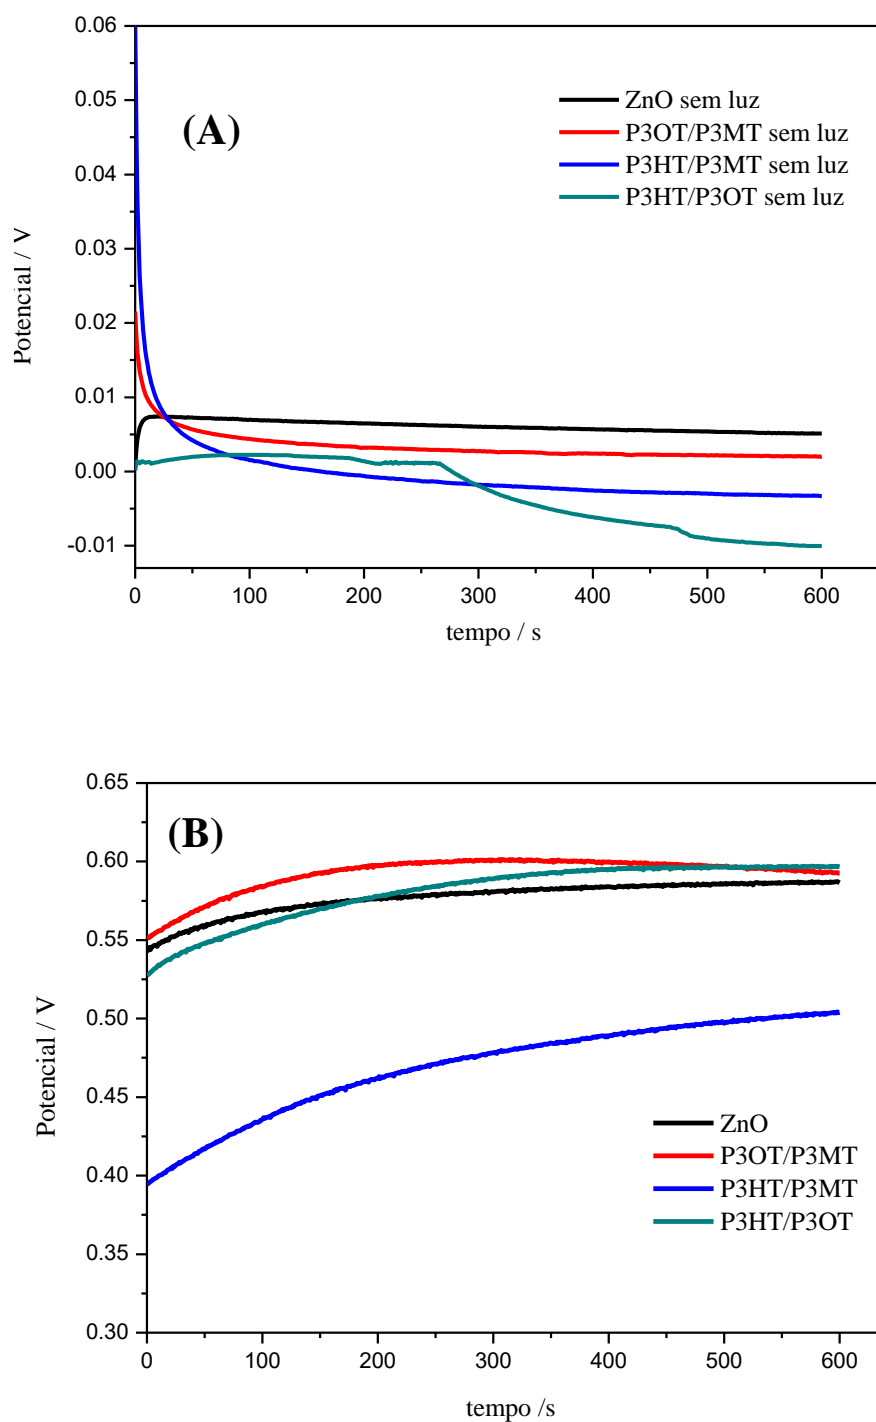 0.06
0.05
0.04
0.03
0.02
0.01
0.00
-0.01
Potencial / V
(A)
ZnO sem luz
P3OT/P3MT sem luz
P3HT/P3MT sem luz
P3HT/P3OT sem luz
0 100 200 300 400 500 600
tempo / s
0.65
0.60
0.55
0.50
0.45
0.40
0.35
0.30
Potencial / V
(B)
ZnO
P3OT/P3MT
P3HT/P3MT
P3HT/P3OT
0 100 200 300 400 500 600
tempo /s